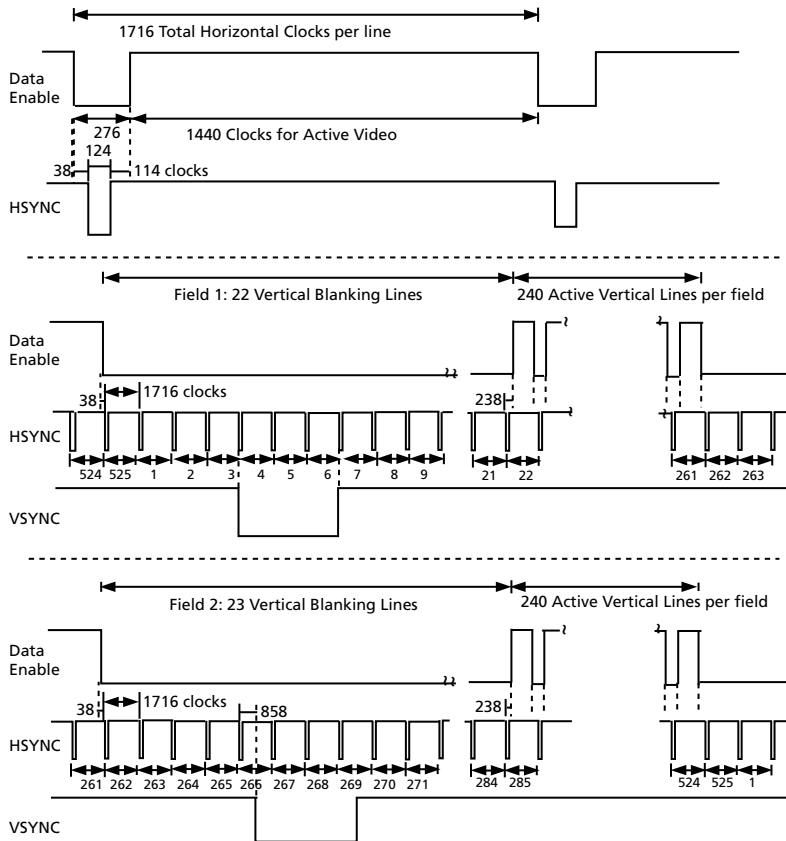 1716 Total Horizontal Clocks per line
Data
Enable
276
1440 Clocks for Active Video
124
38
114 clocks
HSYNC
Field 1: 22 Vertical Blanking Lines
240 Active Vertical Lines per field
Data
Enable
38
1716 clocks
238
HSYNC
524 525 1 2 3 4 5 6 7 8 9 21 22 261 262 263
VSYNC
Field 2: 23 Vertical Blanking Lines
240 Active Vertical Lines per field
Data
Enable
38
1716 clocks
858
238
HSYNC
261 262 263 264 265 266 267 268 269 270 271 284 285 524 525 1
VSYNC